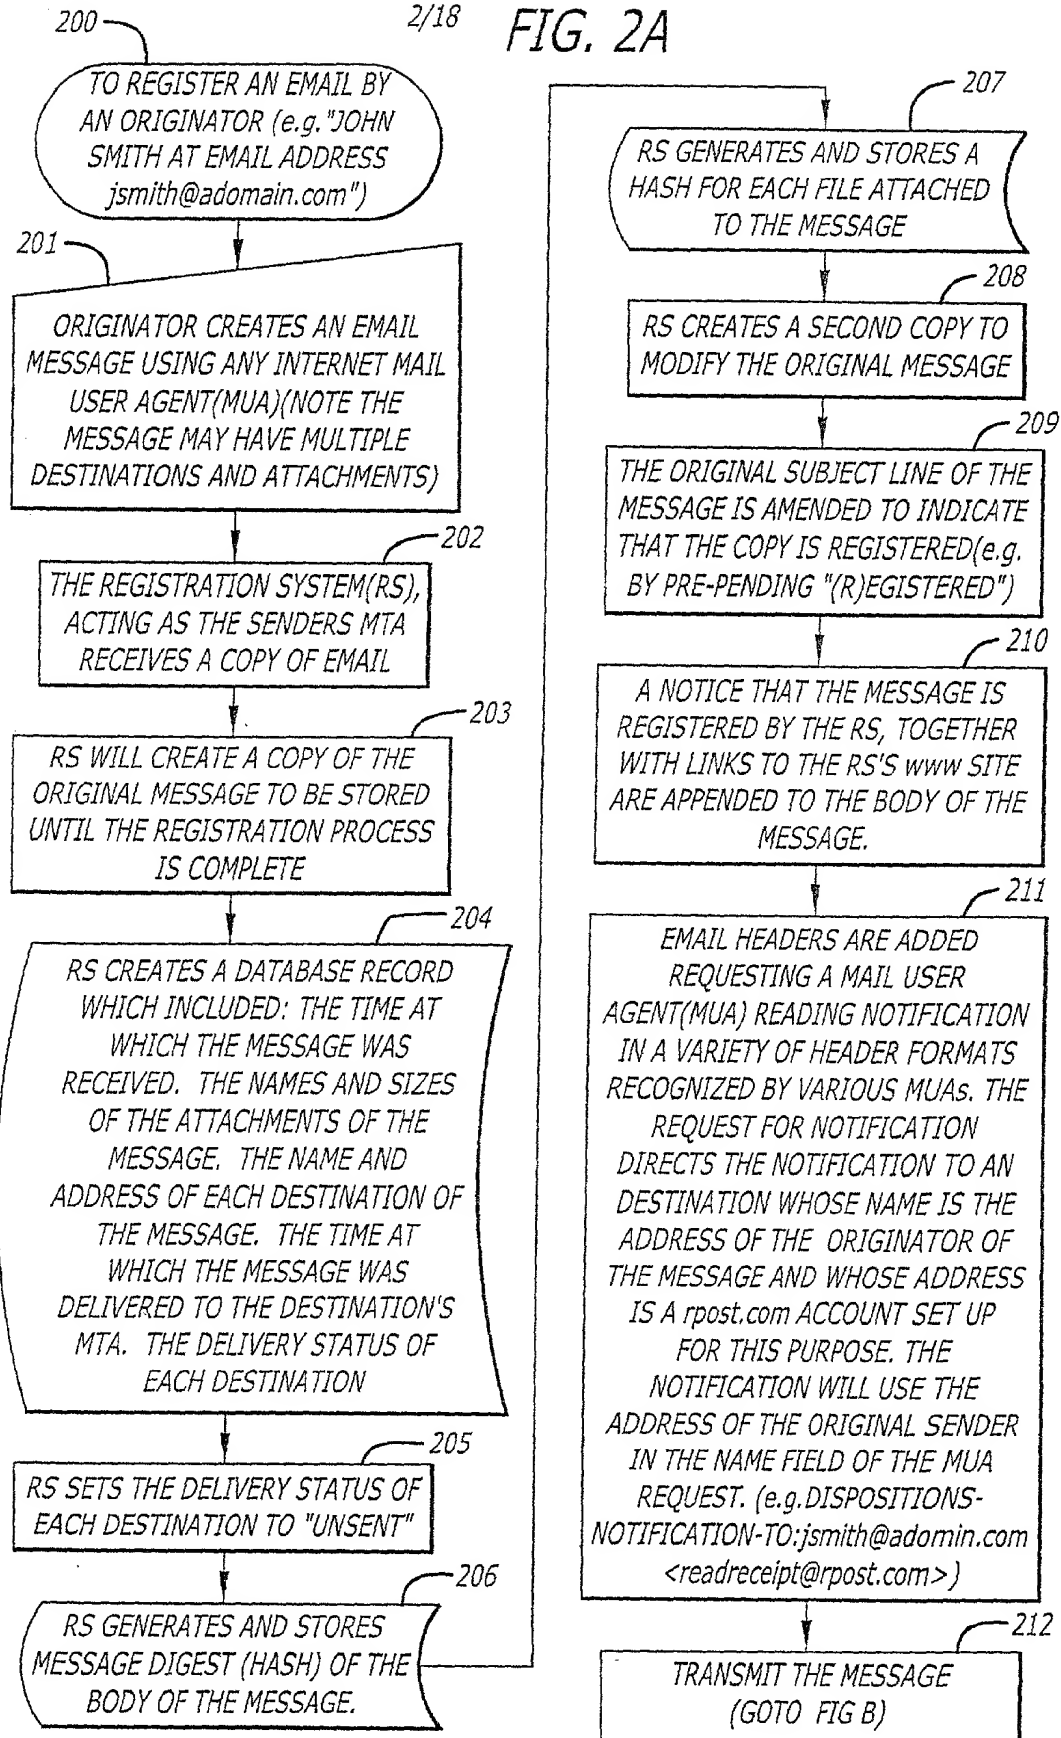 2/18
FIG. 2A
200
TO REGISTER AN EMAIL BY
AN ORIGINATOR (e.g."JOHN
SMITH AT EMAIL ADDRESS
jsmith@adomain.com")
201
ORIGINATOR CREATES AN EMAIL
MESSAGE USING ANY INTERNET MAIL
USER AGENT(MUA)(NOTE THE
MESSAGE MAY HAVE MULTIPLE
DESTINATIONS AND ATTACHMENTS)
202
THE REGISTRATION SYSTEM(RS),
ACTING AS THE SENDERS MTA
RECEIVES A COPY OF EMAIL
203
RS WILL CREATE A COPY OF THE
ORIGINAL MESSAGE TO BE STORED
UNTIL THE REGISTRATION PROCESS
IS COMPLETE
204
RS CREATES A DATABASE RECORD
WHICH INCLUDED: THE TIME AT
WHICH THE MESSAGE WAS
RECEIVED. THE NAMES AND SIZES
OF THE ATTACHMENTS OF THE
MESSAGE. THE NAME AND
ADDRESS OF EACH DESTINATION OF
THE MESSAGE. THE TIME AT
WHICH THE MESSAGE WAS
DELIVERED TO THE DESTINATION'S
MTA. THE DELIVERY STATUS OF
EACH DESTINATION
205
RS SETS THE DELIVERY STATUS OF
EACH DESTINATION TO "UNSENT"
206
RS GENERATES AND STORES
MESSAGE DIGEST (HASH) OF THE
BODY OF THE MESSAGE.
207
RS GENERATES AND STORES A
HASH FOR EACH FILE ATTACHED
TO THE MESSAGE
208
RS CREATES A SECOND COPY TO
MODIFY THE ORIGINAL MESSAGE
209
THE ORIGINAL SUBJECT LINE OF THE
MESSAGE IS AMENDED TO INDICATE
THAT THE COPY IS REGISTERED(e.g.
BY PRE-PENDING "(R)EGISTERED")
210
A NOTICE THAT THE MESSAGE IS
REGISTERED BY THE RS, TOGETHER
WITH LINKS TO THE RS'S www SITE
ARE APPENDED TO THE BODY OF THE
MESSAGE.
211
EMAIL HEADERS ARE ADDED
REQUESTING A MAIL USER
AGENT(MUA) READING NOTIFICATION
IN A VARIETY OF HEADER FORMATS
RECOGNIZED BY VARIOUS MUAs. THE
REQUEST FOR NOTIFICATION
DIRECTS THE NOTIFICATION TO AN
DESTINATION WHOSE NAME IS THE
ADDRESS OF THE ORIGINATOR OF
THE MESSAGE AND WHOSE ADDRESS
IS A rpost.com ACCOUNT SET UP
FOR THIS PURPOSE. THE
NOTIFICATION WILL USE THE
ADDRESS OF THE ORIGINAL SENDER
IN THE NAME FIELD OF THE MUA
REQUEST. (e.g.DISPOSITIONS-
NOTIFICATION-TO:jsmith@adomin.com
<readreceipt@rpost.com>)
212
TRANSMIT THE MESSAGE
(GOTO FIG B)